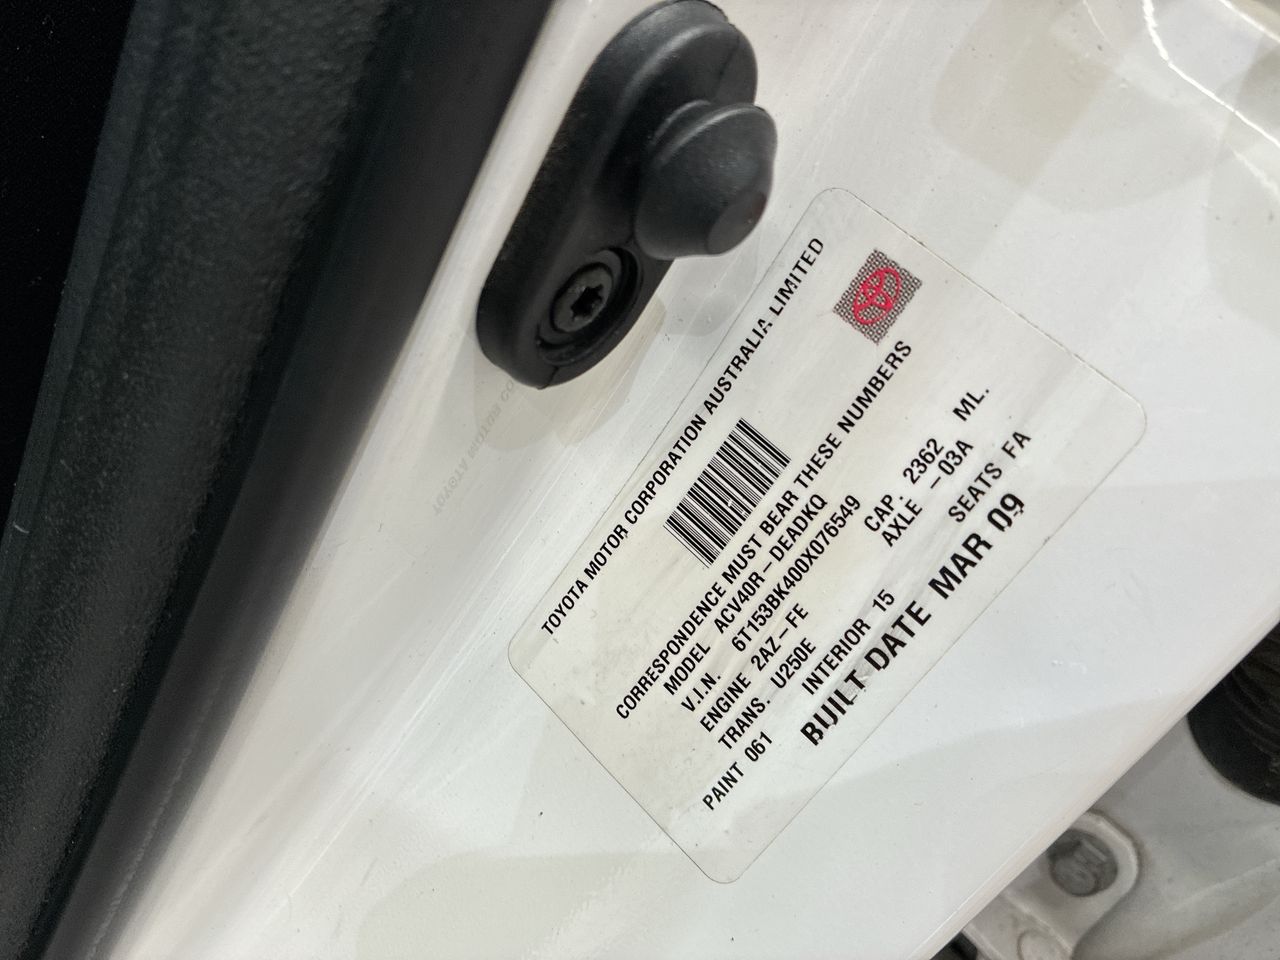 TOYOTA MOTOR CORPORATION AUSTRALIA LIMITED
CORRESPONDENCE MUST BEAR THESE NUMBERS
MODEL ACV40R-DEADKQ
V.I.N. 6T153BK400X076549
ENGINE 2AZ-FE CAP. 2362 ML.
TRANS. U250E AXLE -03A
PAINT 061 INTERIOR 15 SEATS FA
BUILT DATE MAR 09